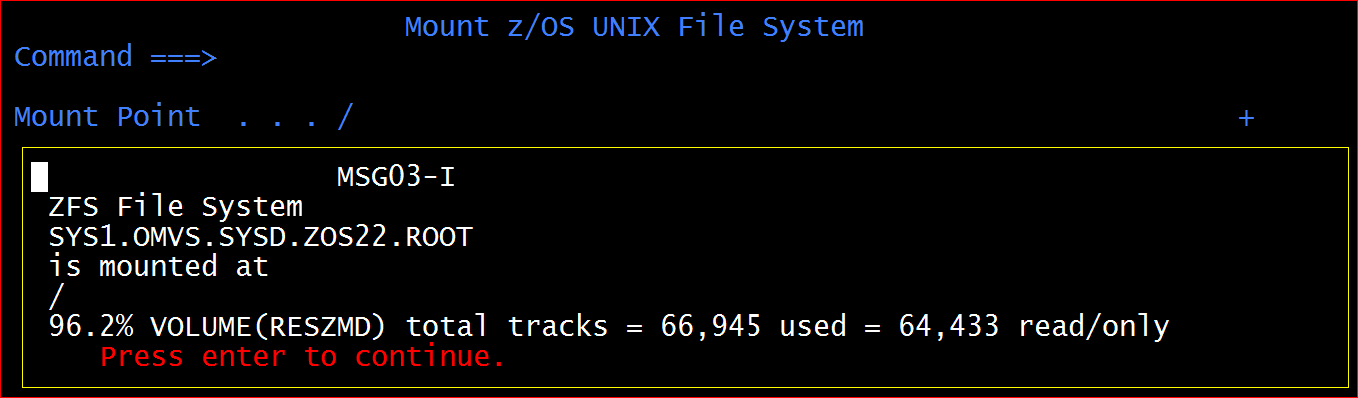 Mount z/OS UNIX File System
Command ===>
Mount Point . . . / +
MSG03-I
ZFS File System
SYS1.OMVS.SYSD.ZOS22.ROOT
is mounted at
/
96.2% VOLUME(RESZMD) total tracks = 66,945 used = 64,433 read/only
Press enter to continue.